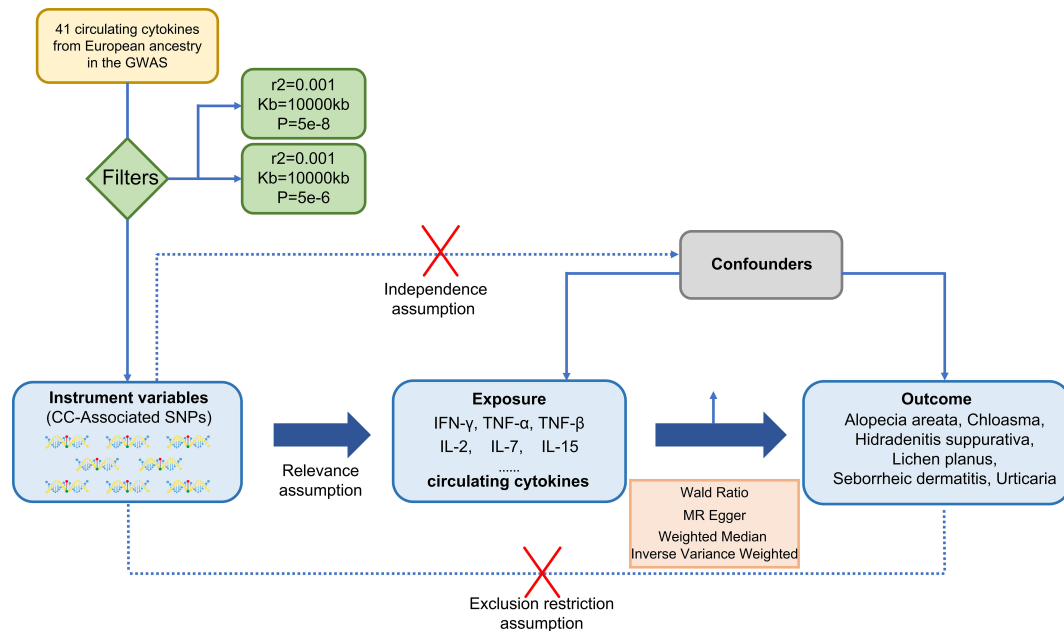 41 circulating cytokines
from European ancestry
in the GWAS
r2=0.001
Kb=10000kb
P=5e-8
Filters
r2=0.001
Kb=10000kb
P=5e-6
Independence
assumption
Confounders
Instrument variables
(CC-Associated SNPs)
Relevance
assumption
Exposure
IFN-γ, TNF-α, TNF-β
IL-2, IL-7, IL-15
......
circulating cytokines
Wald Ratio
MR Egger
Weighted Median
Inverse Variance Weighted
Outcome
Alopecia areata, Chloasma,
Hidradenitis suppurativa,
Lichen planus,
Seborrheic dermatitis, Urticaria
Exclusion restriction
assumption